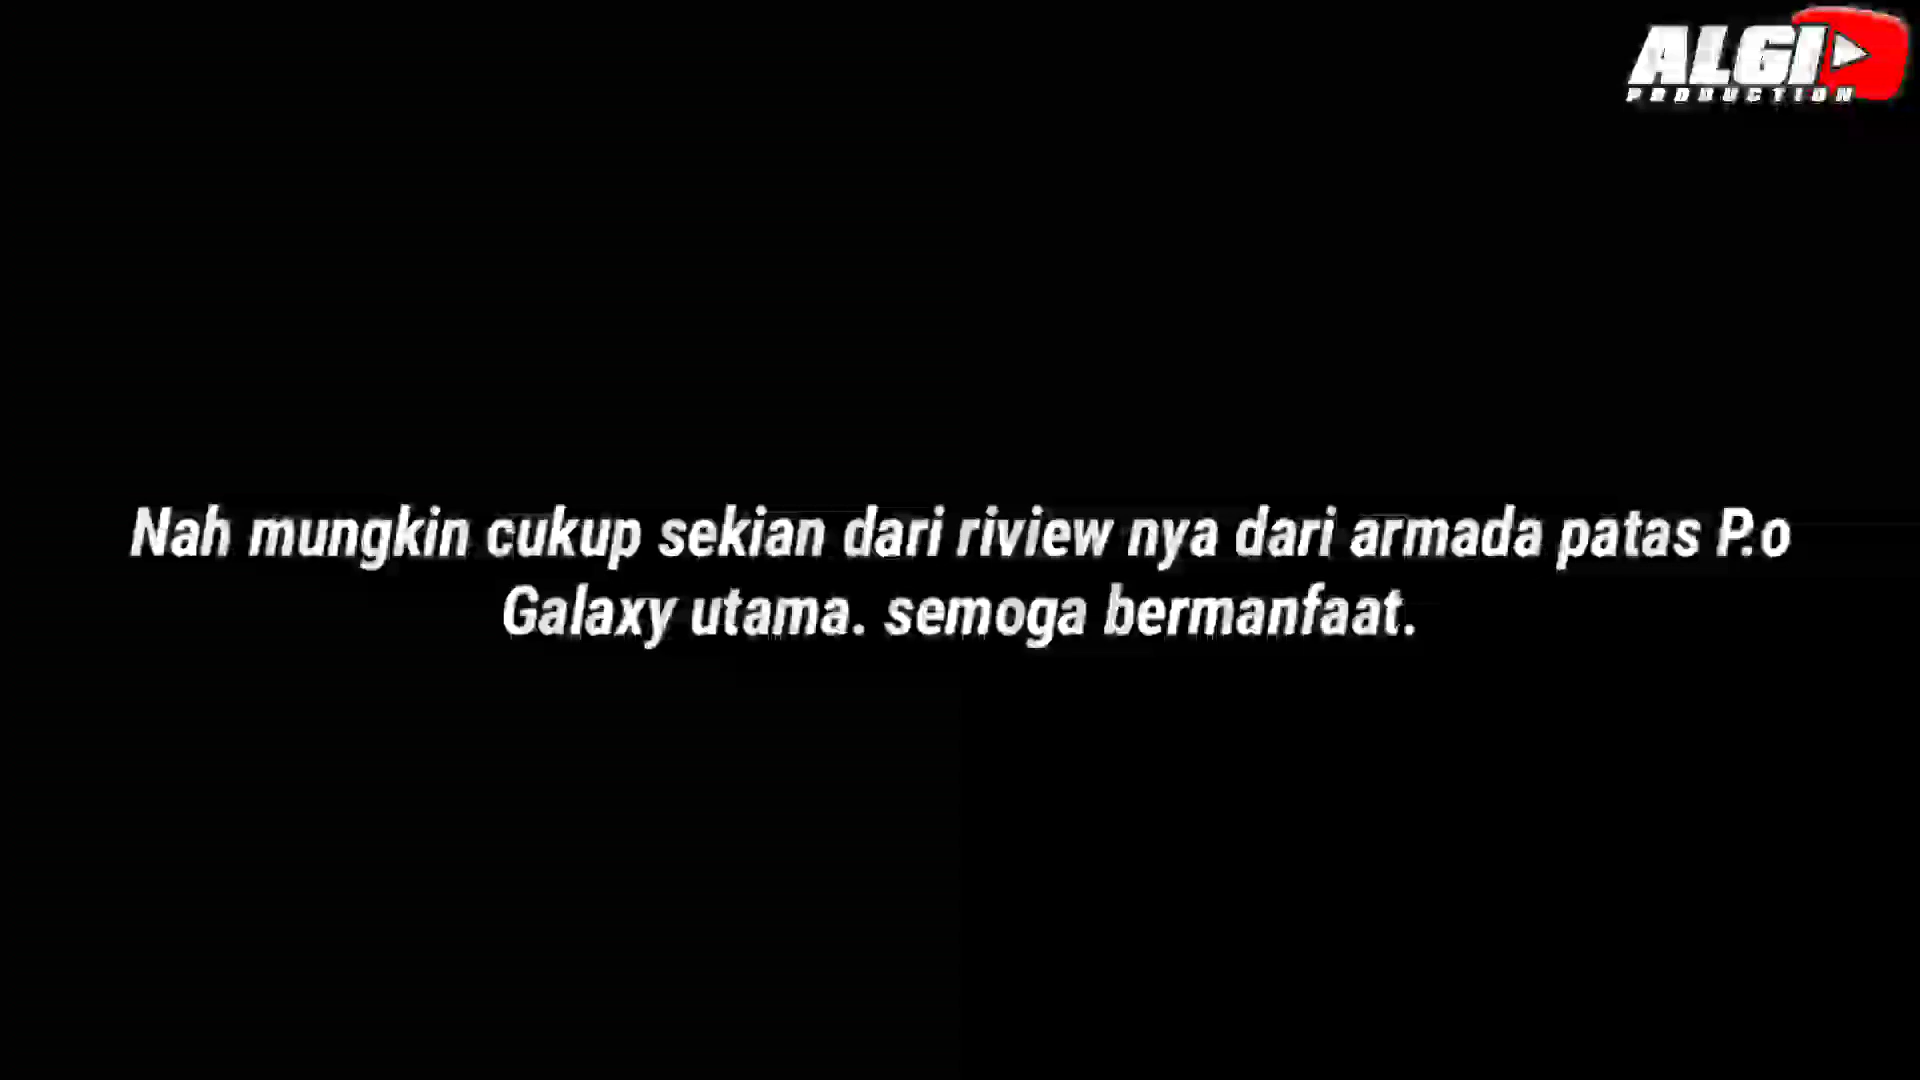 ALGI
PRODUCTION
Nah mungkin cukup sekian dari riview nya dari armada patas P.o
Galaxy utama. semoga bermanfaat.